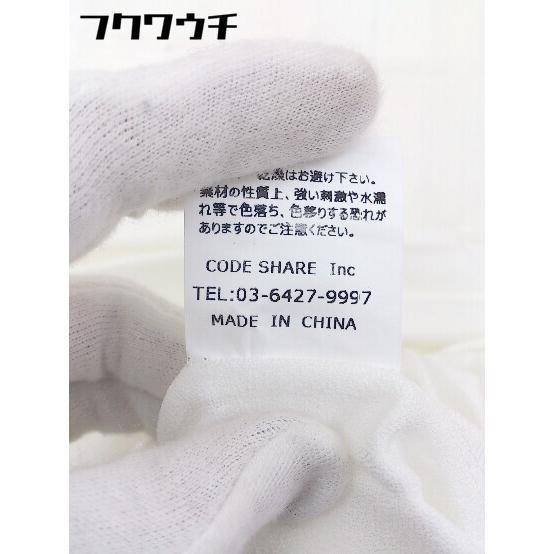 フクワウチ
乾燥はお避け下さい。
素材の性質上、強い刺激や水濡
れ等で色落ち、色移りする恐れが
ありますのでご注意ください。
CODE SHARE Inc
TEL:03-6427-9997
MADE IN CHINA